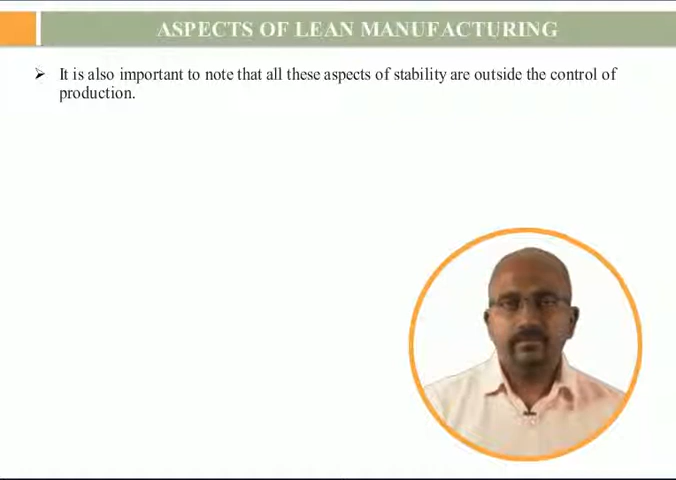 ASPECTS OF LEAN MANUFACTURING
It is also important to note that all these aspects of stability are outside the control of
production.